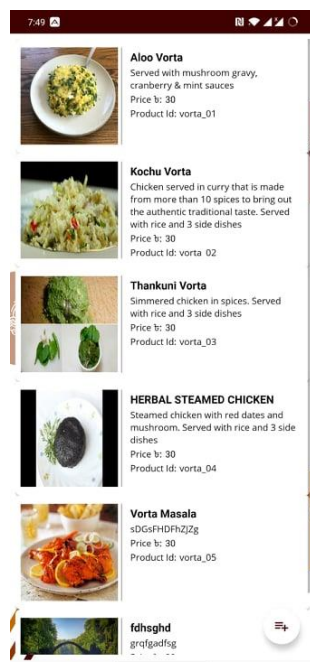 7:49
Aloo Vorta
Served with mushroom gravy,
cranberry & mint sauces
Price ৳: 30
Product Id: vorta_01
Kochu Vorta
Chicken served in curry that is made
from more than 10 spices to bring out
the authentic traditional taste. Served
with rice and 3 side dishes
Price ৳: 30
Product Id: vorta_02
Thankuni Vorta
Simmered chicken in spices. Served
with rice and 3 side dishes
Price ৳: 30
Product Id: vorta_03
HERBAL STEAMED CHICKEN
Steamed chicken with red dates and
mushroom. Served with rice and 3 side
dishes
Price ৳: 30
Product Id: vorta_04
Vorta Masala
sDGsFHDFhZJZg
Price ৳: 30
Product Id: vorta_05
fdhsghd
grqfgadfsg